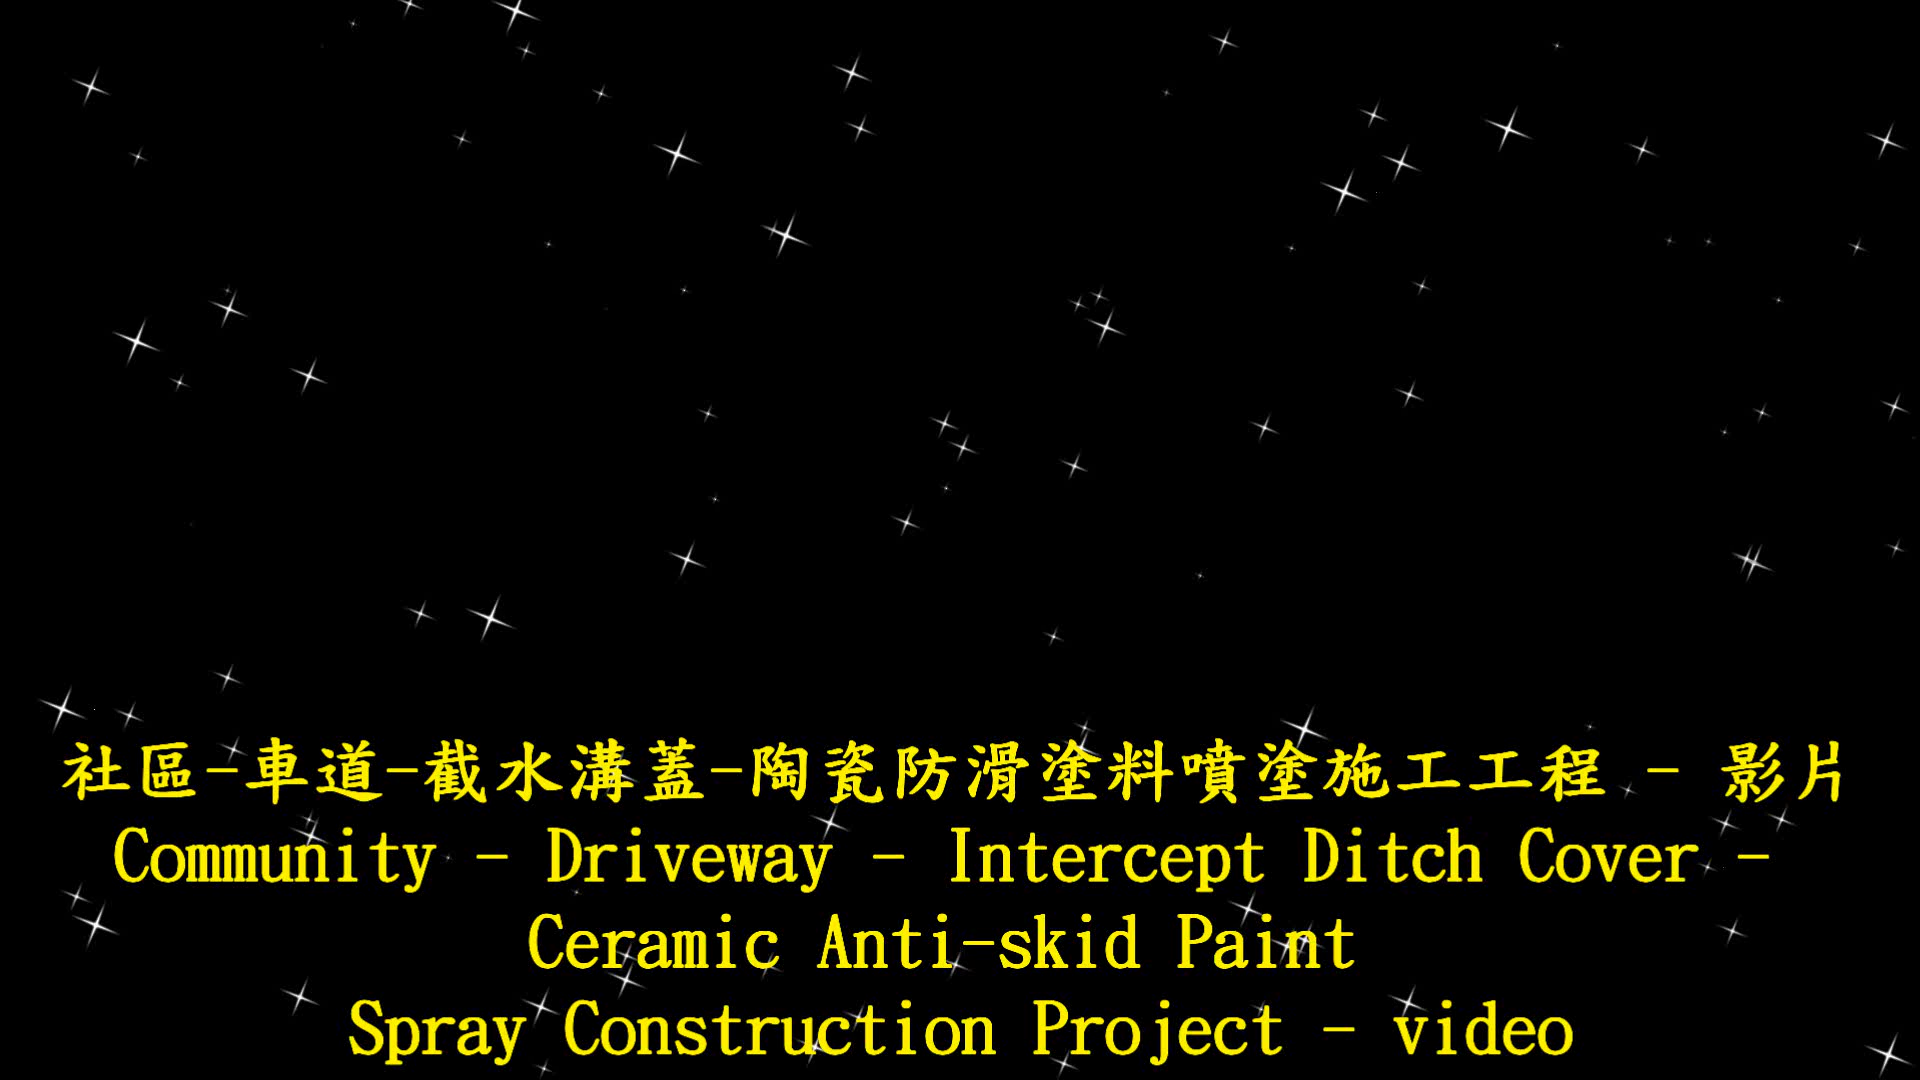 社區-車道-截水溝蓋-陶瓷防滑塗料噴塗施工工程 - 影片
Community - Driveway - Intercept Ditch Cover -
Ceramic Anti-skid Paint
Spray Construction Project - video